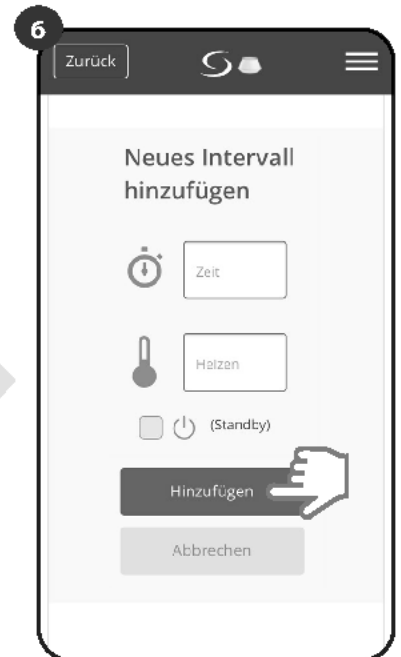 6
Zurück
Neues Intervall
hinzufügen
Zeit
Heizen
(Standby)
Hinzufügen
Abbrechen